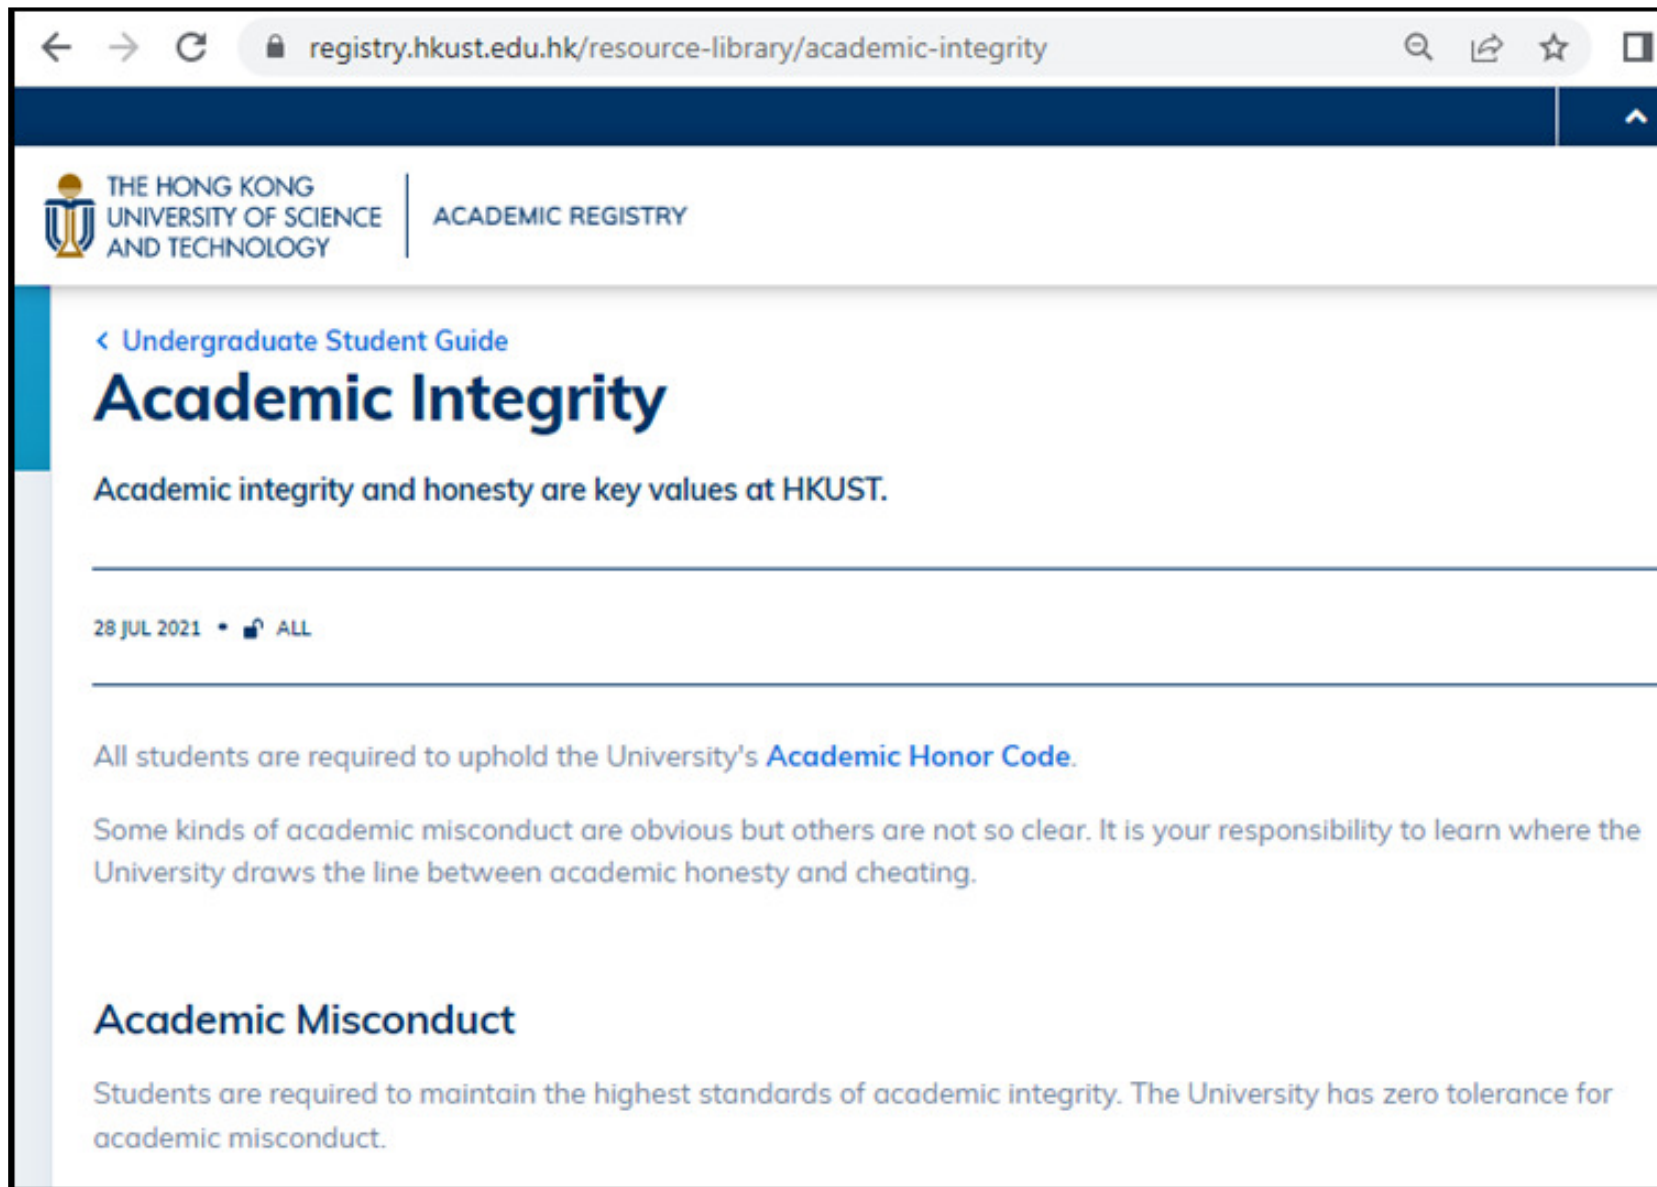 registry.hkust.edu.hk/resource-library/academic-integrity
THE HONG KONG
UNIVERSITY OF SCIENCE
AND TECHNOLOGY
ACADEMIC REGISTRY
< Undergraduate Student Guide
Academic Integrity
Academic integrity and honesty are key values at HKUST.
28 JUL 2021 • ALL
All students are required to uphold the University's Academic Honor Code.
Some kinds of academic misconduct are obvious but others are not so clear. It is your responsibility to learn where the
University draws the line between academic honesty and cheating.
Academic Misconduct
Students are required to maintain the highest standards of academic integrity. The University has zero tolerance for
academic misconduct.